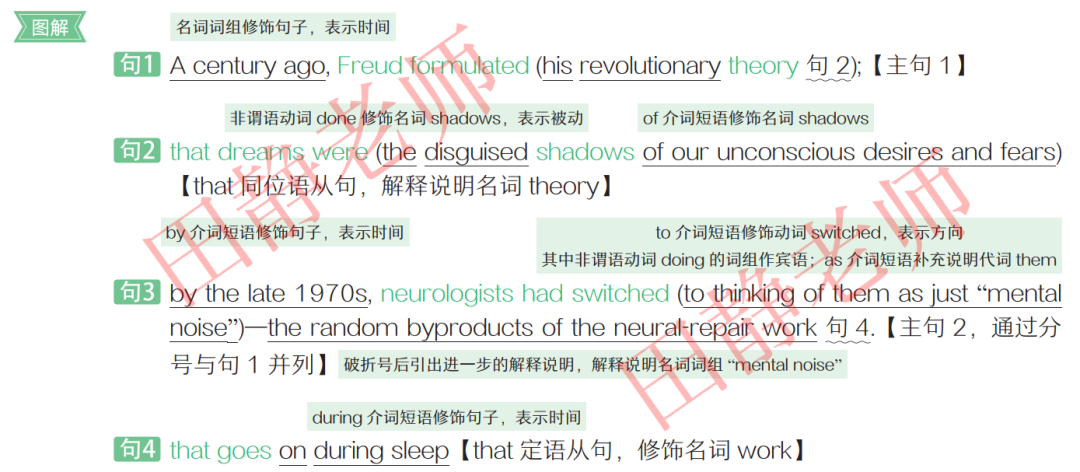 图解
名词词组修饰句子，表示时间
句1 A century ago, Freud formulated (his revolutionary theory 句 2);【主句 1】
非谓语动词 done 修饰名词 shadows，表示被动
of 介词短语修饰名词 shadows
句2 that dreams were (the disguised shadows of our unconscious desires and fears)
【that 同位语从句，解释说明名词 theory】
by 介词短语修饰句子，表示时间
to 介词短语修饰动词 switched，表示方向
其中非谓语动词 doing 的词组作宾语；as 介词短语补充说明代词 them
句3 by the late 1970s, neurologists had switched (to thinking of them as just “mental
noise”)—the random byproducts of the neural-repair work 句 4.【主句 2，通过分
号与句 1 并列】 破折号后引出进一步的解释说明，解释说明名词词组 “mental noise”
during 介词短语修饰句子，表示时间
句4 that goes on during sleep【that 定语从句，修饰名词 work】
田静老师
田静老师